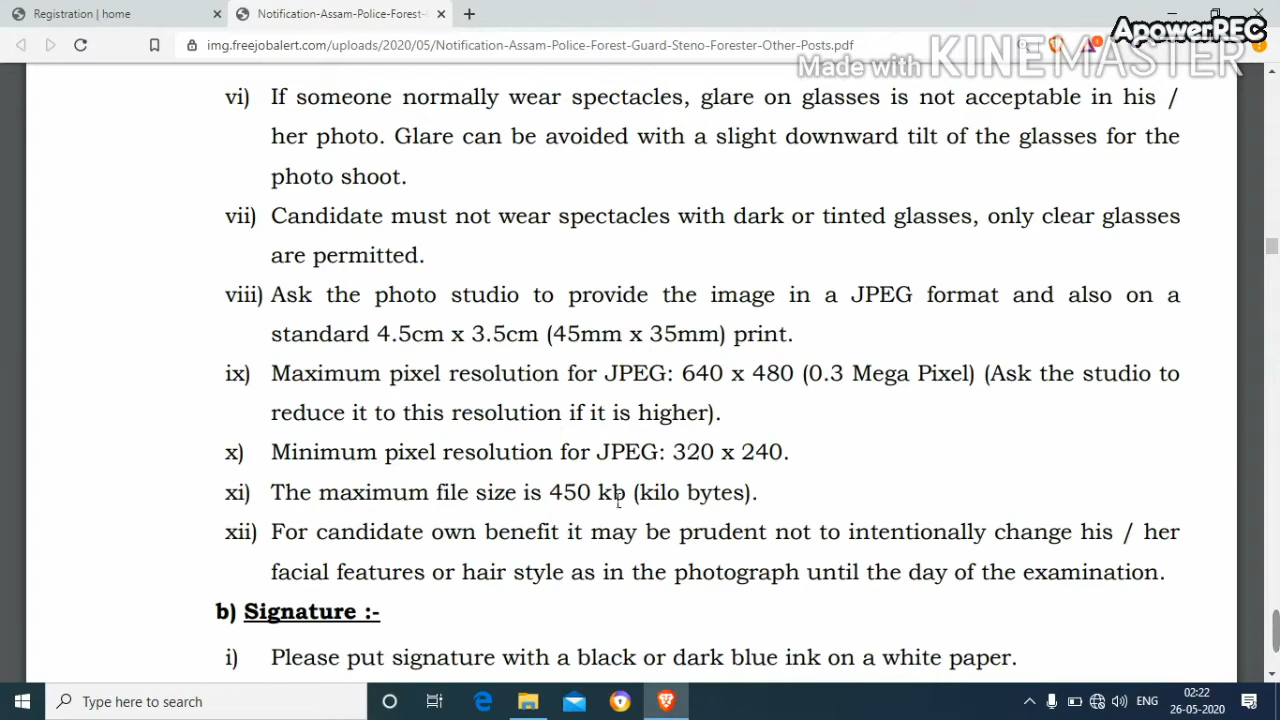 Registration | home
Notification-Assam-Police-Forest-
ApowerREC
img.freejobalert.com/uploads/2020/05/Notification-Assam-Police-Forest-Guard-Steno-Forester-Other-Posts.pdf
Made with KINEMASTER
vi) If someone normally wear spectacles, glare on glasses is not acceptable in his /
her photo. Glare can be avoided with a slight downward tilt of the glasses for the
photo shoot.
vii) Candidate must not wear spectacles with dark or tinted glasses, only clear glasses
are permitted.
viii) Ask the photo studio to provide the image in a JPEG format and also on a
standard 4.5cm x 3.5cm (45mm x 35mm) print.
ix) Maximum pixel resolution for JPEG: 640 x 480 (0.3 Mega Pixel) (Ask the studio to
reduce it to this resolution if it is higher).
x) Minimum pixel resolution for JPEG: 320 x 240.
xi) The maximum file size is 450 kb (kilo bytes).
xii) For candidate own benefit it may be prudent not to intentionally change his / her
facial features or hair style as in the photograph until the day of the examination.
b) Signature :-
i) Please put signature with a black or dark blue ink on a white paper.
Type here to search
ENG
02:22
26-05-2020